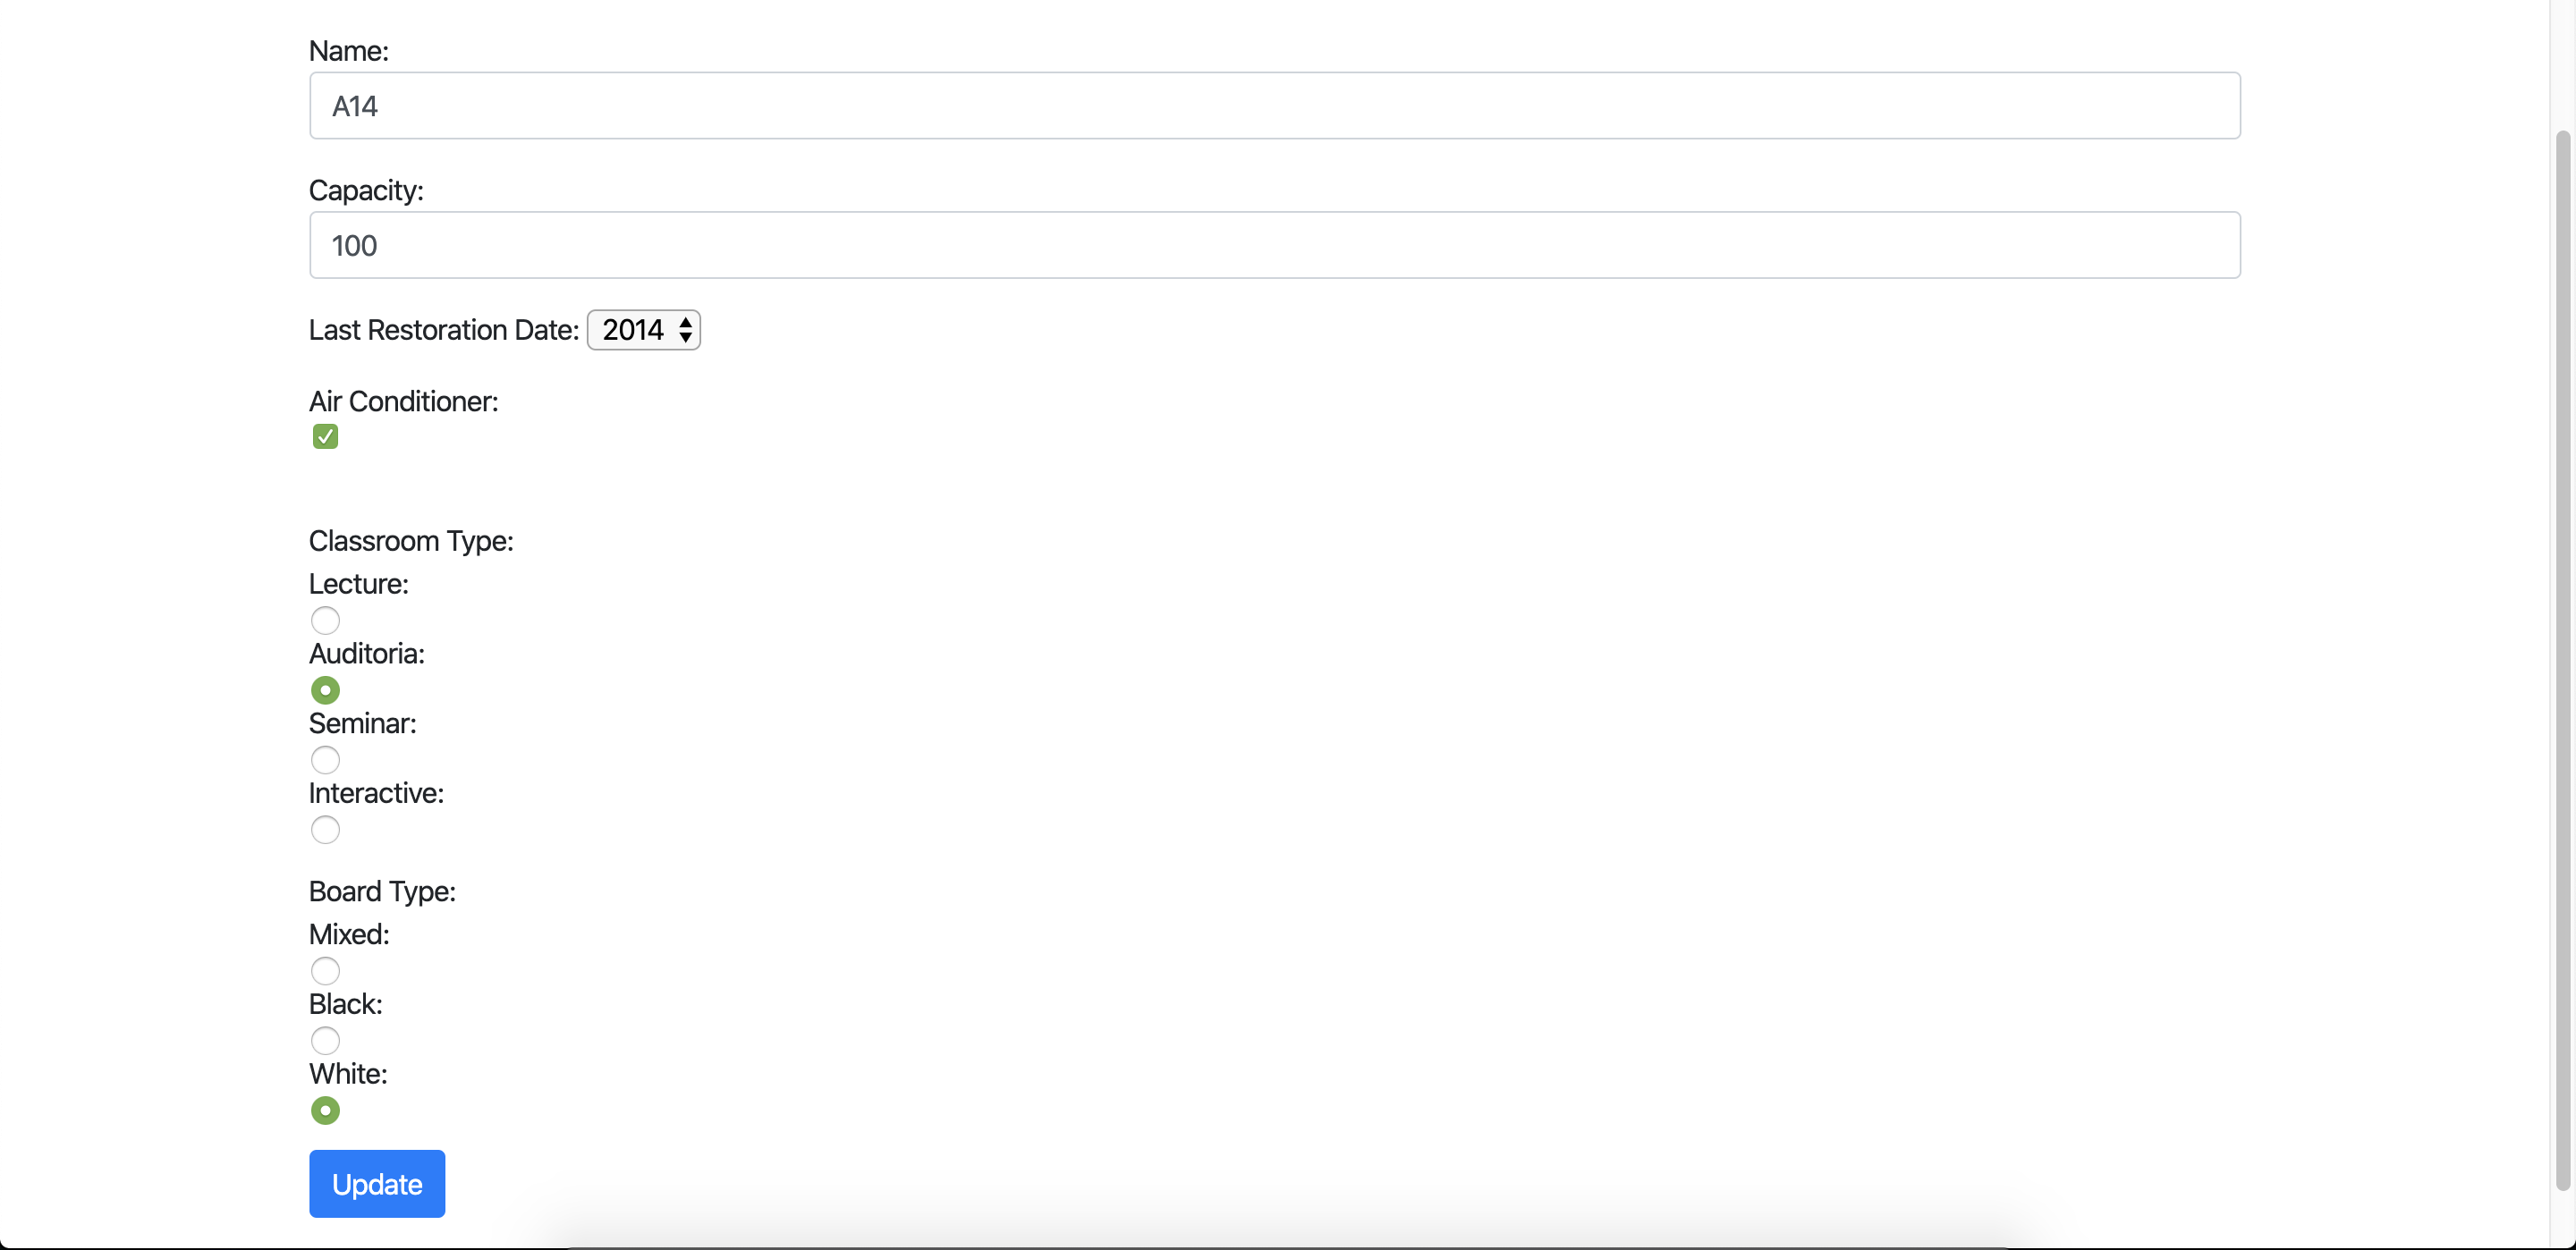 Name:
A14
Capacity:
100
Last Restoration Date: 2014
Air Conditioner:
Classroom Type:
Lecture:
Auditoria:
Seminar:
Interactive:
Board Type:
Mixed:
Black:
White:
Update